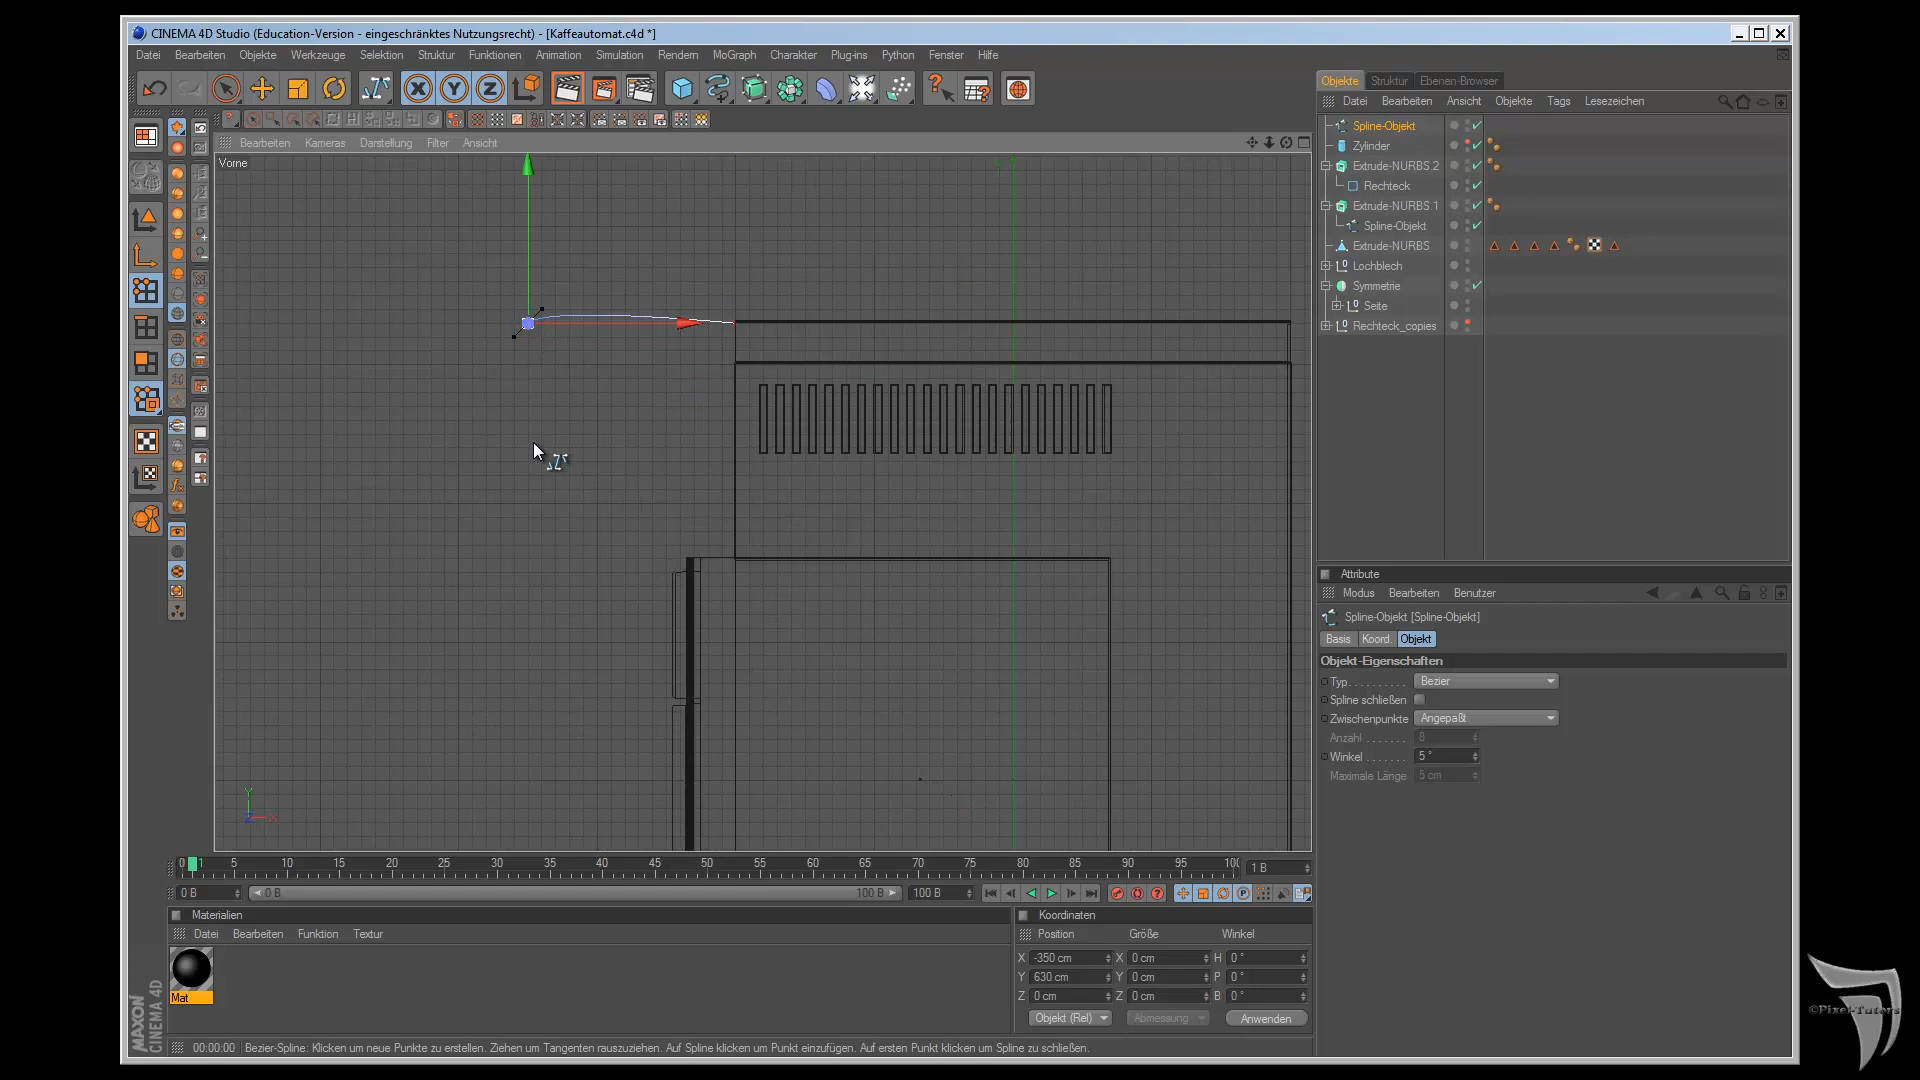 CINEMA 4D Studio (Education-Version - eingeschränktes Nutzungsrecht) - [Kaffeautomat.c4d *]
Datei Bearbeiten Objekte Werkzeuge Selektion Struktur Funktionen Animation Simulation Rendern MoGraph Charakter Plug-ins Python Fenster Hilfe
Objekte Struktur Ebenen-Browser
Datei Bearbeiten Ansicht Objekte Tags Lesezeichen
Bearbeiten Kameras Darstellung Filter Ansicht
Vorne
Spline-Objekt
Zylinder
Extrude-NURBS.2
Rechteck
Extrude-NURBS.1
Spline-Objekt
Extrude-NURBS
Lochblech
Symmetrie
Seite
Rechteck_copies
Attribute
Modus Bearbeiten Benutzer
Spline-Objekt [Spline-Objekt]
Basis Koord. Objekt
Objekt-Eigenschaften
Typ Bezier
Spline schließen
Zwischenpunkte Angepaßt
Anzahl 8
Winkel 5 °
Maximale Länge 5 cm
Y
X
0 1 5 10 15 20 25 30 35 40 45 50 55 60 65 70 75 80 85 90 95 100 1 B
0 B 0 B 100 B 100 B
Materialien
Datei Bearbeiten Funktion Textur
Mat
Koordinaten
Position Größe Winkel
X -350 cm X 0 cm H 0 °
Y 630 cm Y 0 cm P 0 °
Z 0 cm Z 0 cm B 0 °
Objekt (Rel) Abmessung Anwenden
MAXON CINEMA 4D
00:00:00 Bezier-Spline: Klicken um neue Punkte zu erstellen. Ziehen um Tangenten rauszuziehen. Auf Spline klicken um Punkt einzufügen. Auf ersten Punkt klicken um Spline zu schließen.
©Pixel-Tutors